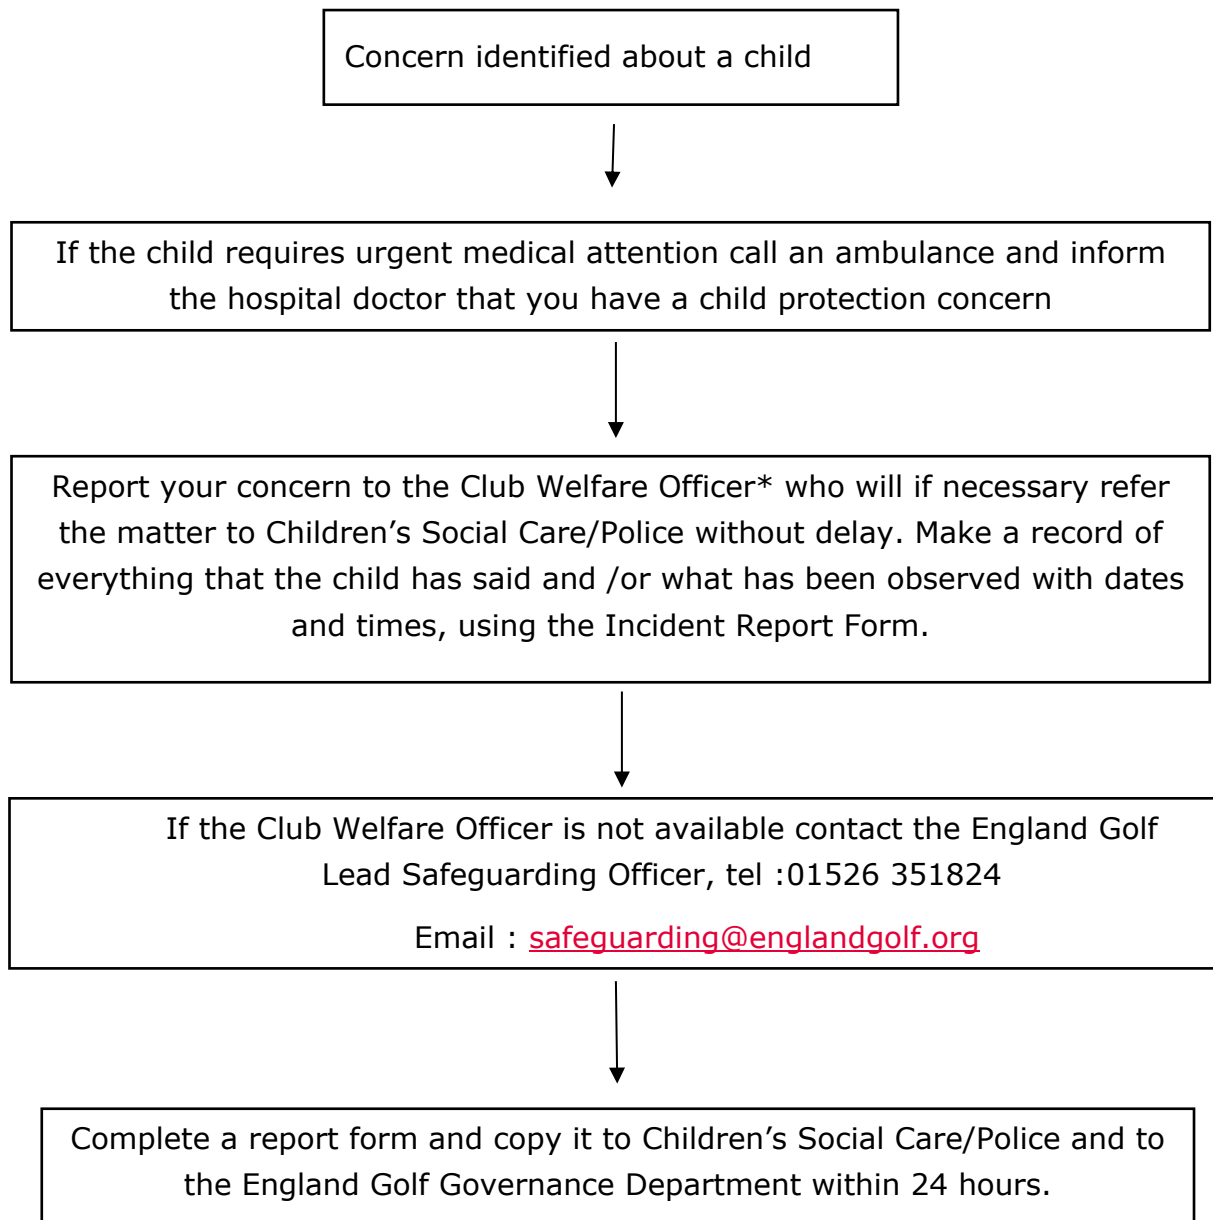 Concern identified about a child
If the child requires urgent medical attention call an ambulance and inform
the hospital doctor that you have a child protection concern
Report your concern to the Club Welfare Officer* who will if necessary refer
the matter to Children’s Social Care/Police without delay. Make a record of
everything that the child has said and /or what has been observed with dates
and times, using the Incident Report Form.
If the Club Welfare Officer is not available contact the England Golf
Lead Safeguarding Officer, tel :01526 351824
Email : safeguarding@englandgolf.org
Complete a report form and copy it to Children’s Social Care/Police and to
the England Golf Governance Department within 24 hours.